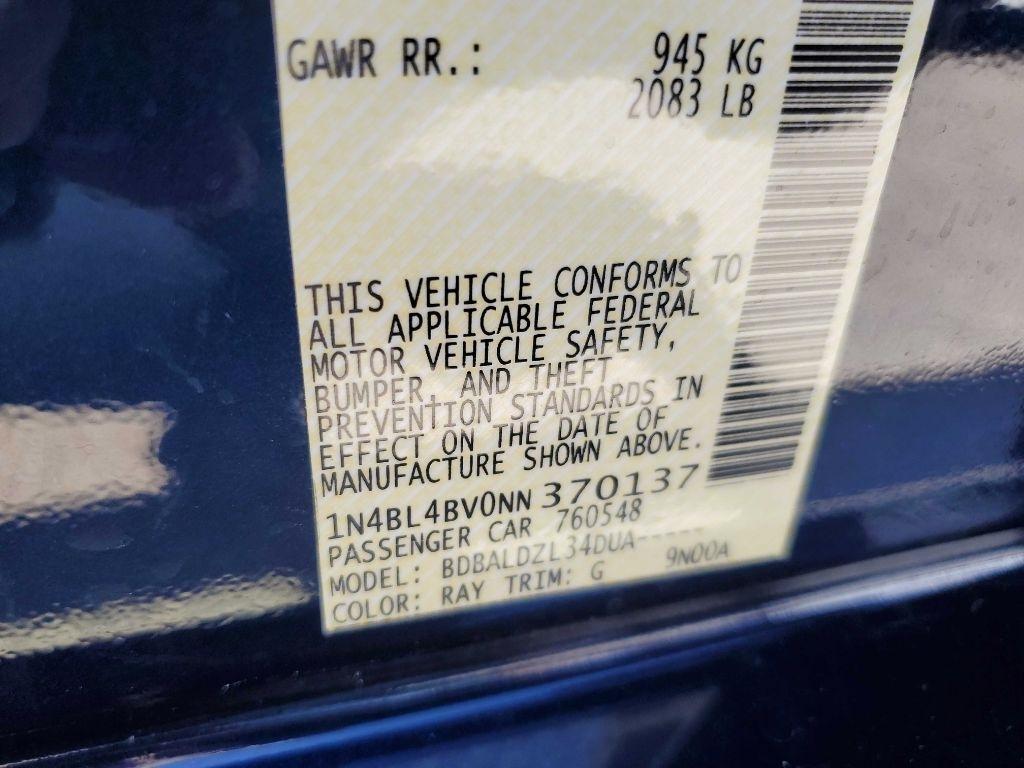 GAWR RR.: 945 KG
2083 LB
THIS VEHICLE CONFORMS TO
ALL APPLICABLE FEDERAL
MOTOR VEHICLE SAFETY,
BUMPER, AND THEFT
PREVENTION STANDARDS IN
EFFECT ON THE DATE OF
MANUFACTURE SHOWN ABOVE.
1N4BL4BV0NN 370137
PASSENGER CAR 760548
MODEL: BDBALDZL34DUA-----
COLOR: RAY TRIM: G 9N00A